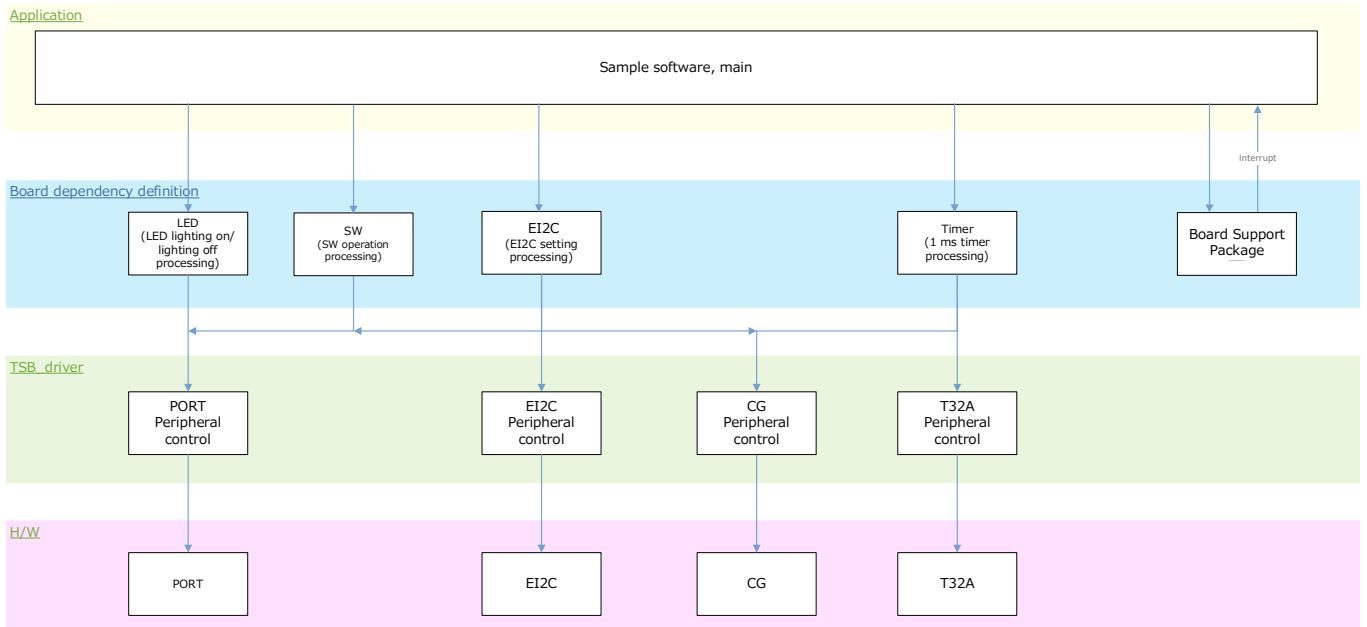 Application
Sample software, main
Interrupt
Board dependency definition
LED
(LED lighting on/
lighting off
processing)
SW
(SW operation
processing)
EI2C
(EI2C setting
processing)
Timer
(1 ms timer
processing)
Board Support
Package
TSB_driver
PORT
Peripheral
control
EI2C
Peripheral
control
CG
Peripheral
control
T32A
Peripheral
control
H/W
PORT
EI2C
CG
T32A